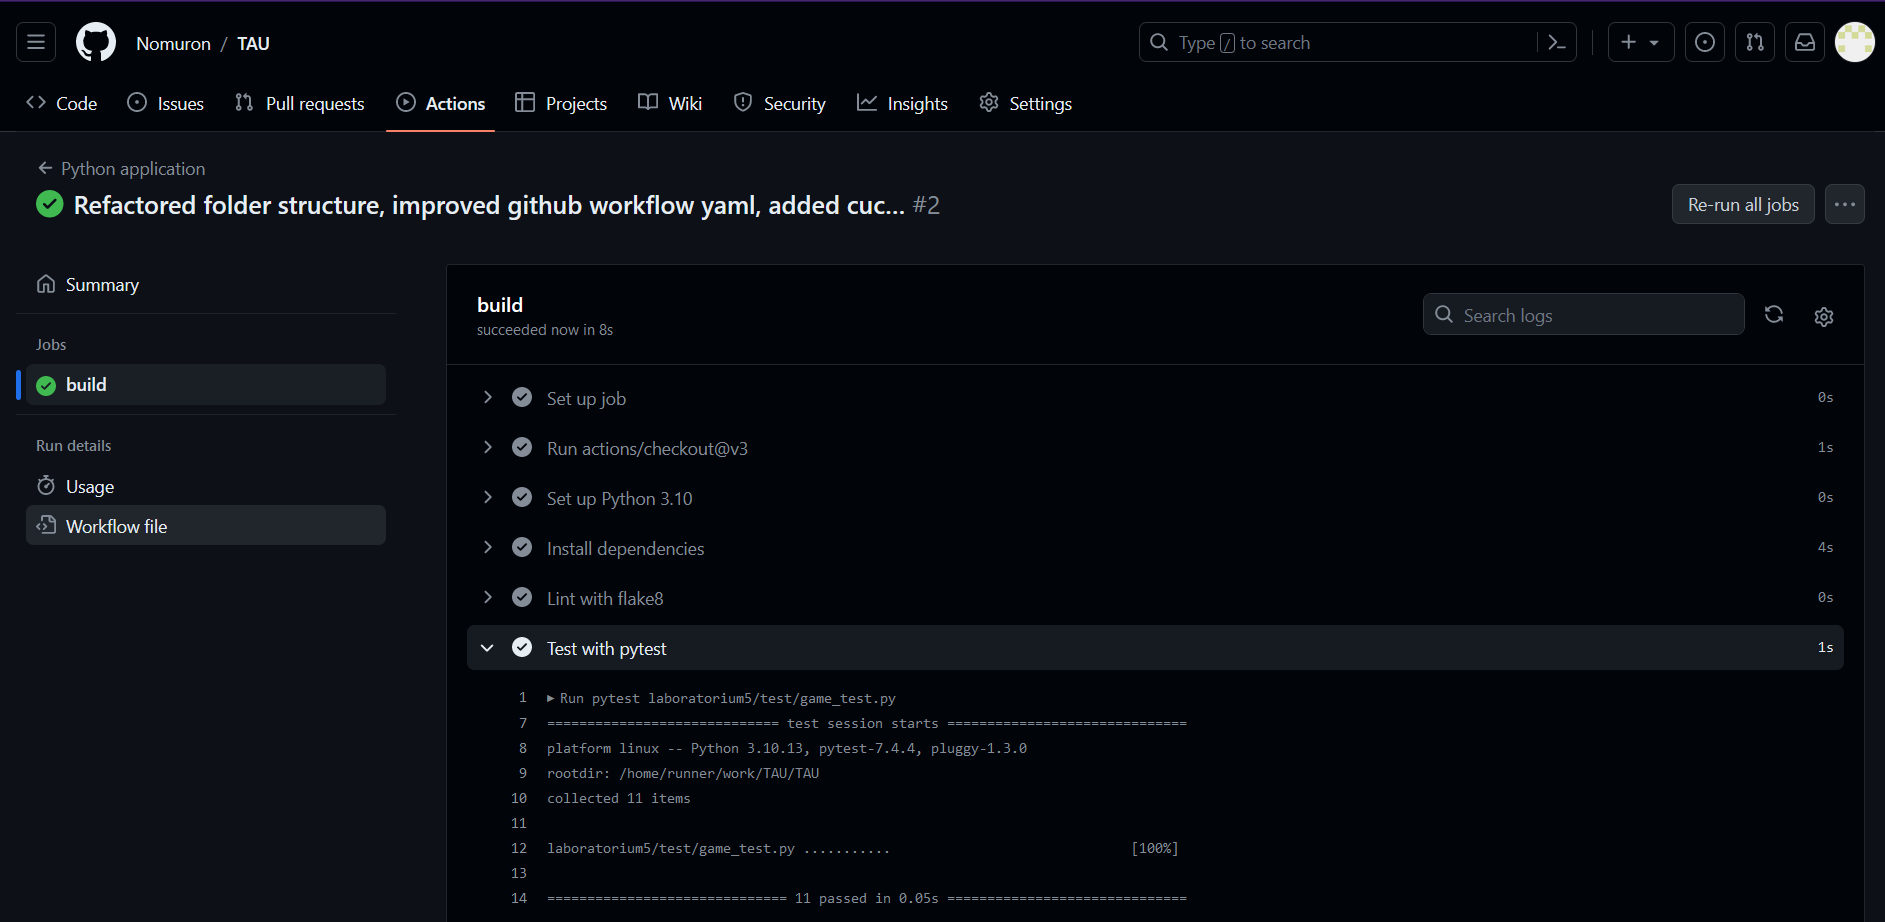 Nomuron / TAU
Type / to search
Code Issues Pull requests Actions Projects Wiki Security Insights Settings
Python application
Refactored folder structure, improved github workflow yaml, added cuc... #2
Re-run all jobs
Summary
Jobs
build
Run details
Usage
Workflow file
build
succeeded now in 8s
Search logs
Set up job 0s
Run actions/checkout@v3 1s
Set up Python 3.10 0s
Install dependencies 4s
Lint with flake8 0s
Test with pytest 1s
1 ▶ Run pytest laboratorium5/test/game_test.py
7 ============================= test session starts ==============================
8 platform linux -- Python 3.10.13, pytest-7.4.4, pluggy-1.3.0
9 rootdir: /home/runner/work/TAU/TAU
10 collected 11 items
11
12 laboratorium5/test/game_test.py ........... [100%]
13
14 ============================== 11 passed in 0.05s ==============================